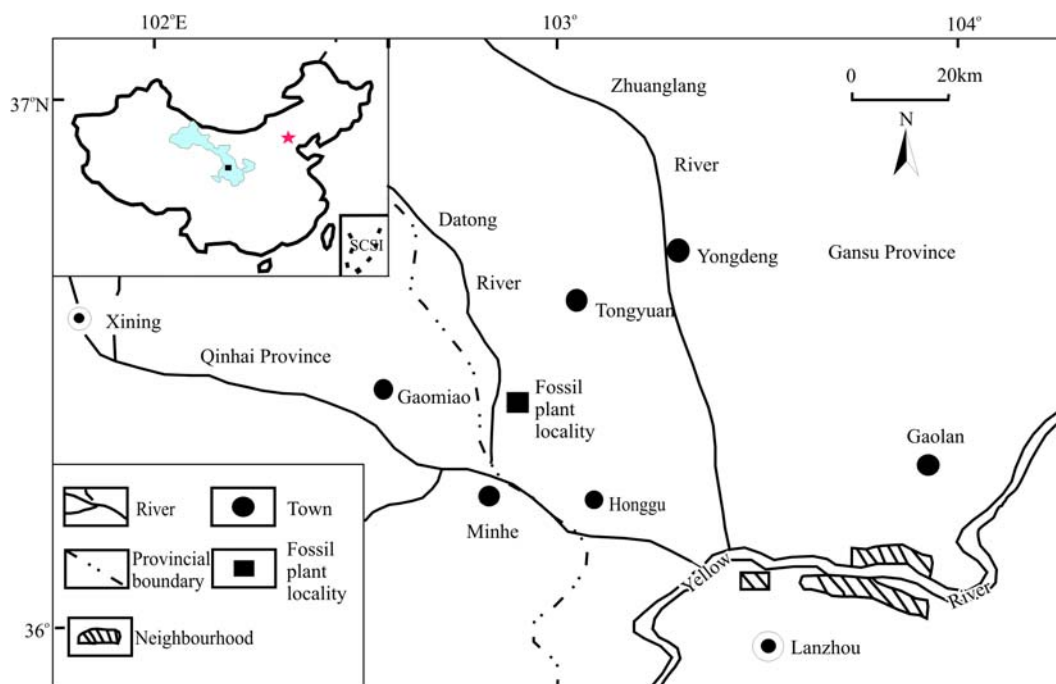 102°E
103°
104°
37°N
36°
0
20km
N
SCSI
Zhuanglang
River
Datong
River
Yongdeng
Gansu Province
Tongyuan
Xining
Qinhai Province
Gaomiao
Fossil
plant
locality
Gaolan
Minhe
Honggu
Yellow
River
Lanzhou
River
Town
Provincial
boundary
Fossil
plant
locality
Neighbourhood